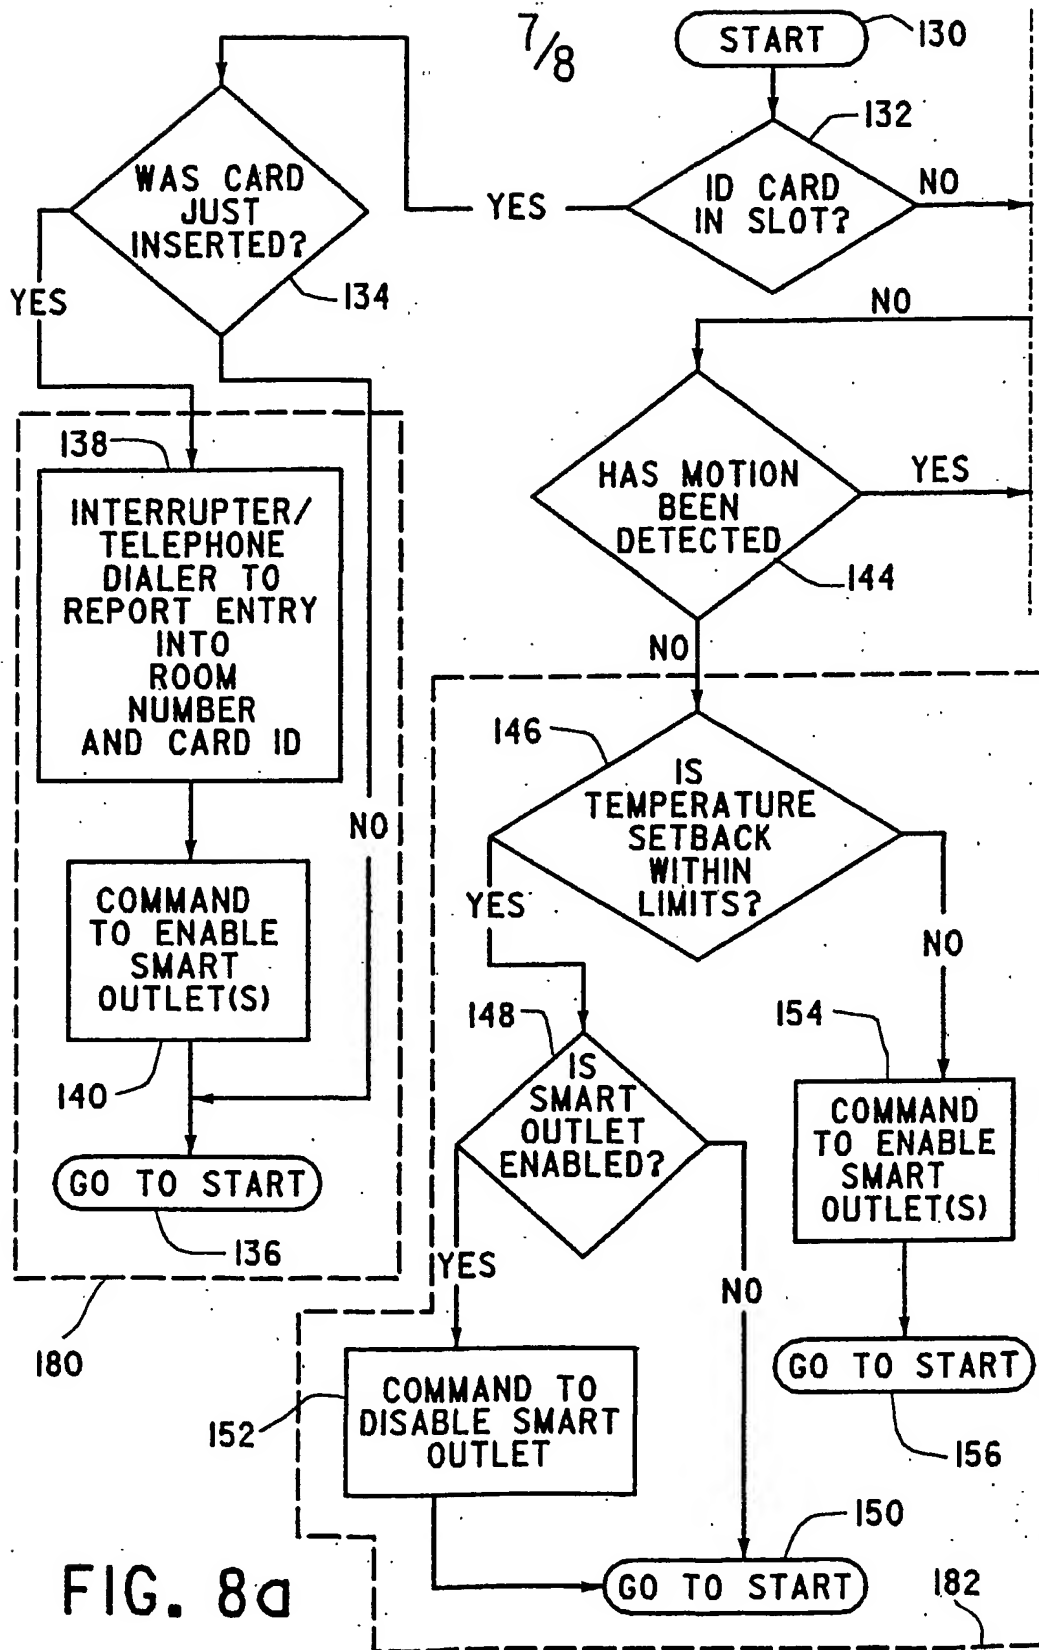 7/8
START
130
132
ID CARD
IN SLOT?
NO
YES
WAS CARD
JUST
INSERTED?
134
YES
NO
NO
HAS MOTION
BEEN
DETECTED
144
YES
NO
138
INTERRUPTER/
TELEPHONE
DIALER TO
REPORT ENTRY
INTO
ROOM
NUMBER
AND CARD ID
COMMAND
TO ENABLE
SMART
OUTLET(S)
140
GO TO START
136
180
146
IS
TEMPERATURE
SETBACK
WITHIN
LIMITS?
YES
NO
148
IS
SMART
OUTLET
ENABLED?
YES
NO
154
COMMAND
TO ENABLE
SMART
OUTLET(S)
GO TO START
156
152
COMMAND TO
DISABLE SMART
OUTLET
150
GO TO START
182
FIG. 8a